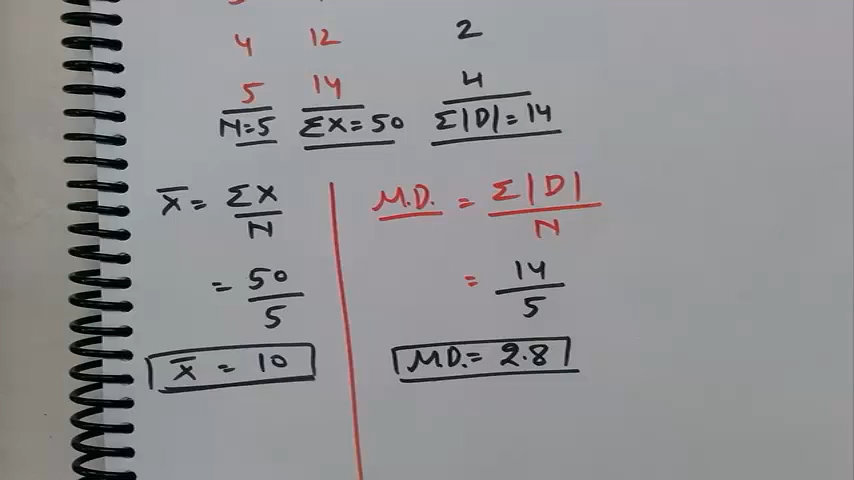 4 12 2
5 14 4
N=5 ΣX=50 Σ|D|=14
X̅ = ΣX/N M.D. = Σ|D|/N
= 50/5 = 14/5
X̅ = 10 M.D. = 2.8